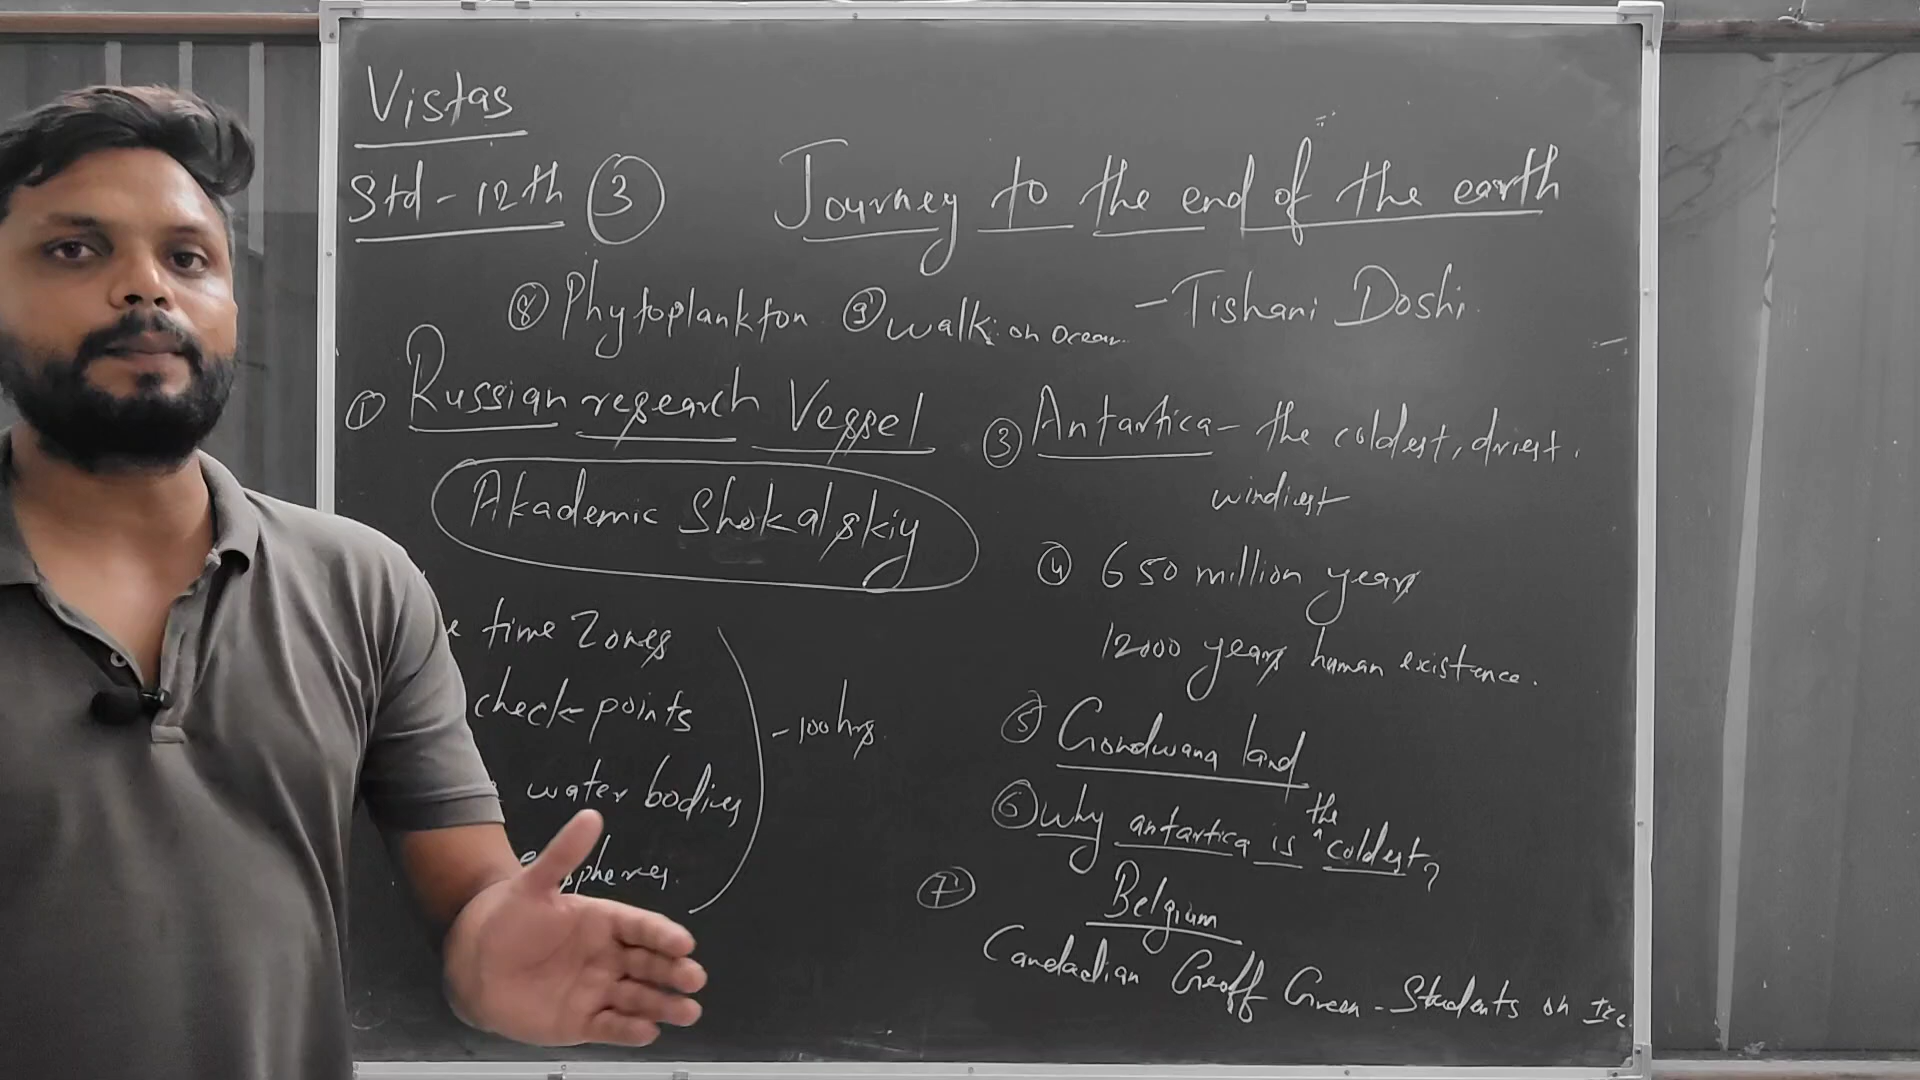 Vistas
Std - 12th ③ Journey to the end of the earth
- Tishani Doshi.
⑧ Phytoplankton ⑨ walk on ocean
① Russian research Vessel
Akademic Shokalskiy
time Zones
check points
water bodies
spheres.
- 100 hrs.
③ Antartica - the coldest, driest,
windiest
④ 650 million years
12000 years human existence.
⑤ Gondwana land
⑥ Why antartica is the coldest?
⑦ Belgium
Candadian Geoff Green - Students on Ice